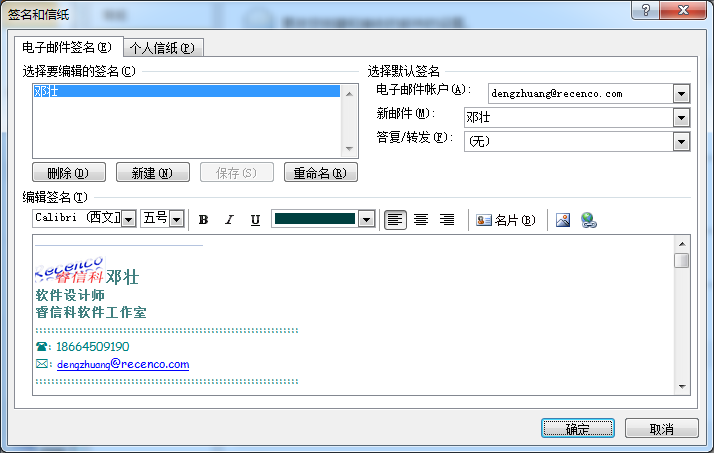 签名和信纸
电子邮件签名(E) 个人信纸(P)
选择要编辑的签名(C)
邓壮
删除(D) 新建(N) 保存(S) 重命名(R)
选择默认签名
电子邮件帐户(A): dengzhuang@recenco.com
新邮件(M): 邓壮
答复/转发(F): (无)
编辑签名(T)
Calibri (西文正 五号 B I U 名片(B)
Recenco
睿信科 邓壮
软件设计师
睿信科软件工作室
☎: 18664509190
✉: dengzhuang@recenco.com
确定 取消